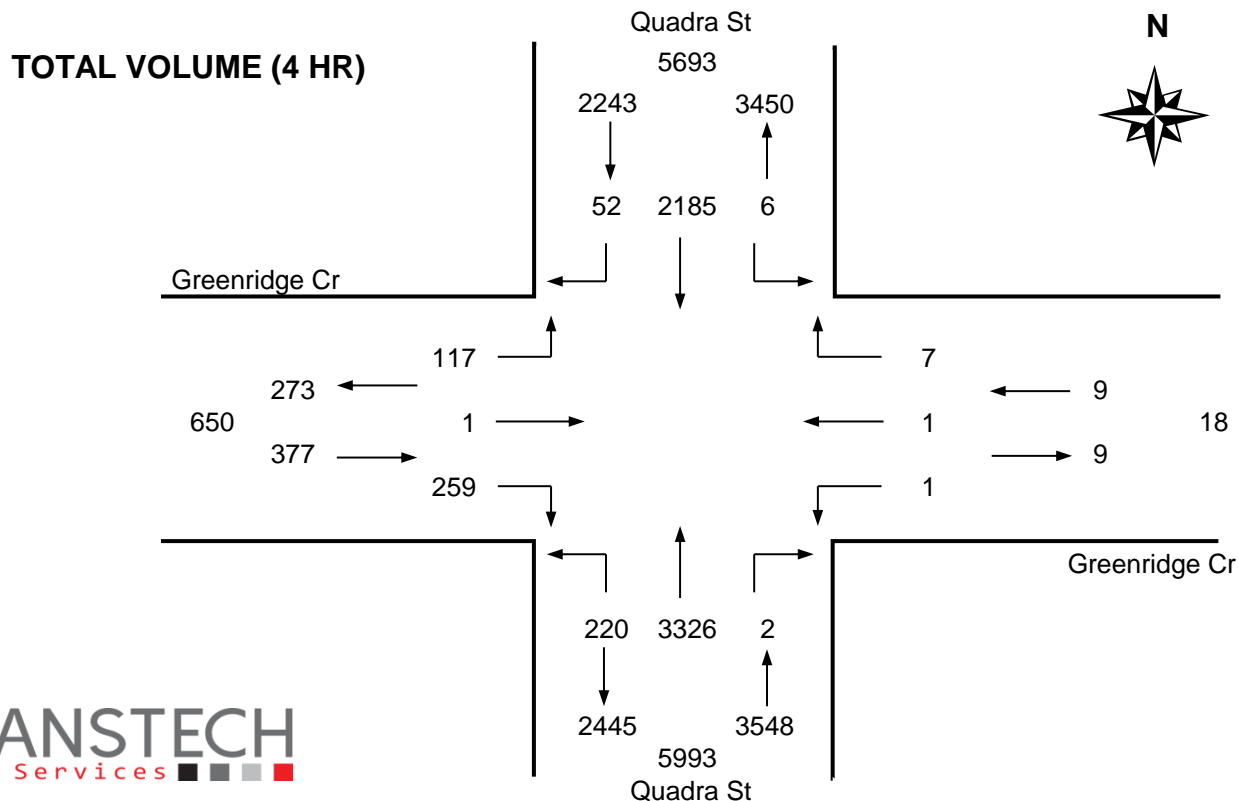 Quadra St
N
TOTAL VOLUME (4 HR)
5693
2243 3450
52 2185 6
Greenridge Cr
117 7
273 9
650 1 1 18
377 9
259 1
Greenridge Cr
220 3326 2
2445 3548
5993
Quadra St
ANSTECH
Services